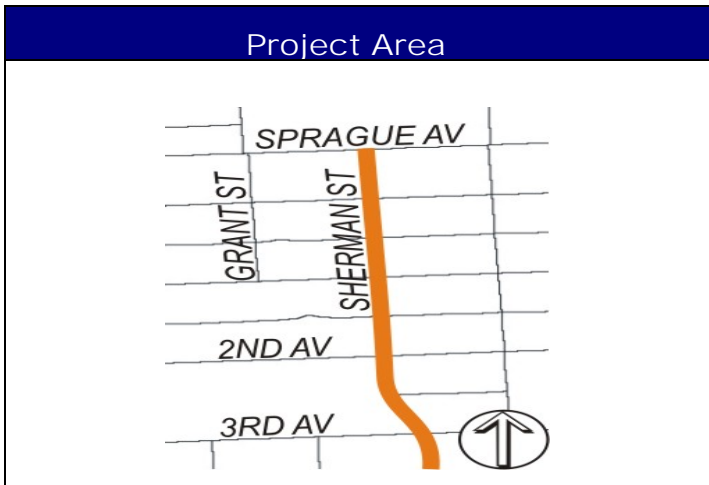 Project Area
SPRAGUE AV
GRANT ST
SHERMAN ST
2ND AV
3RD AV